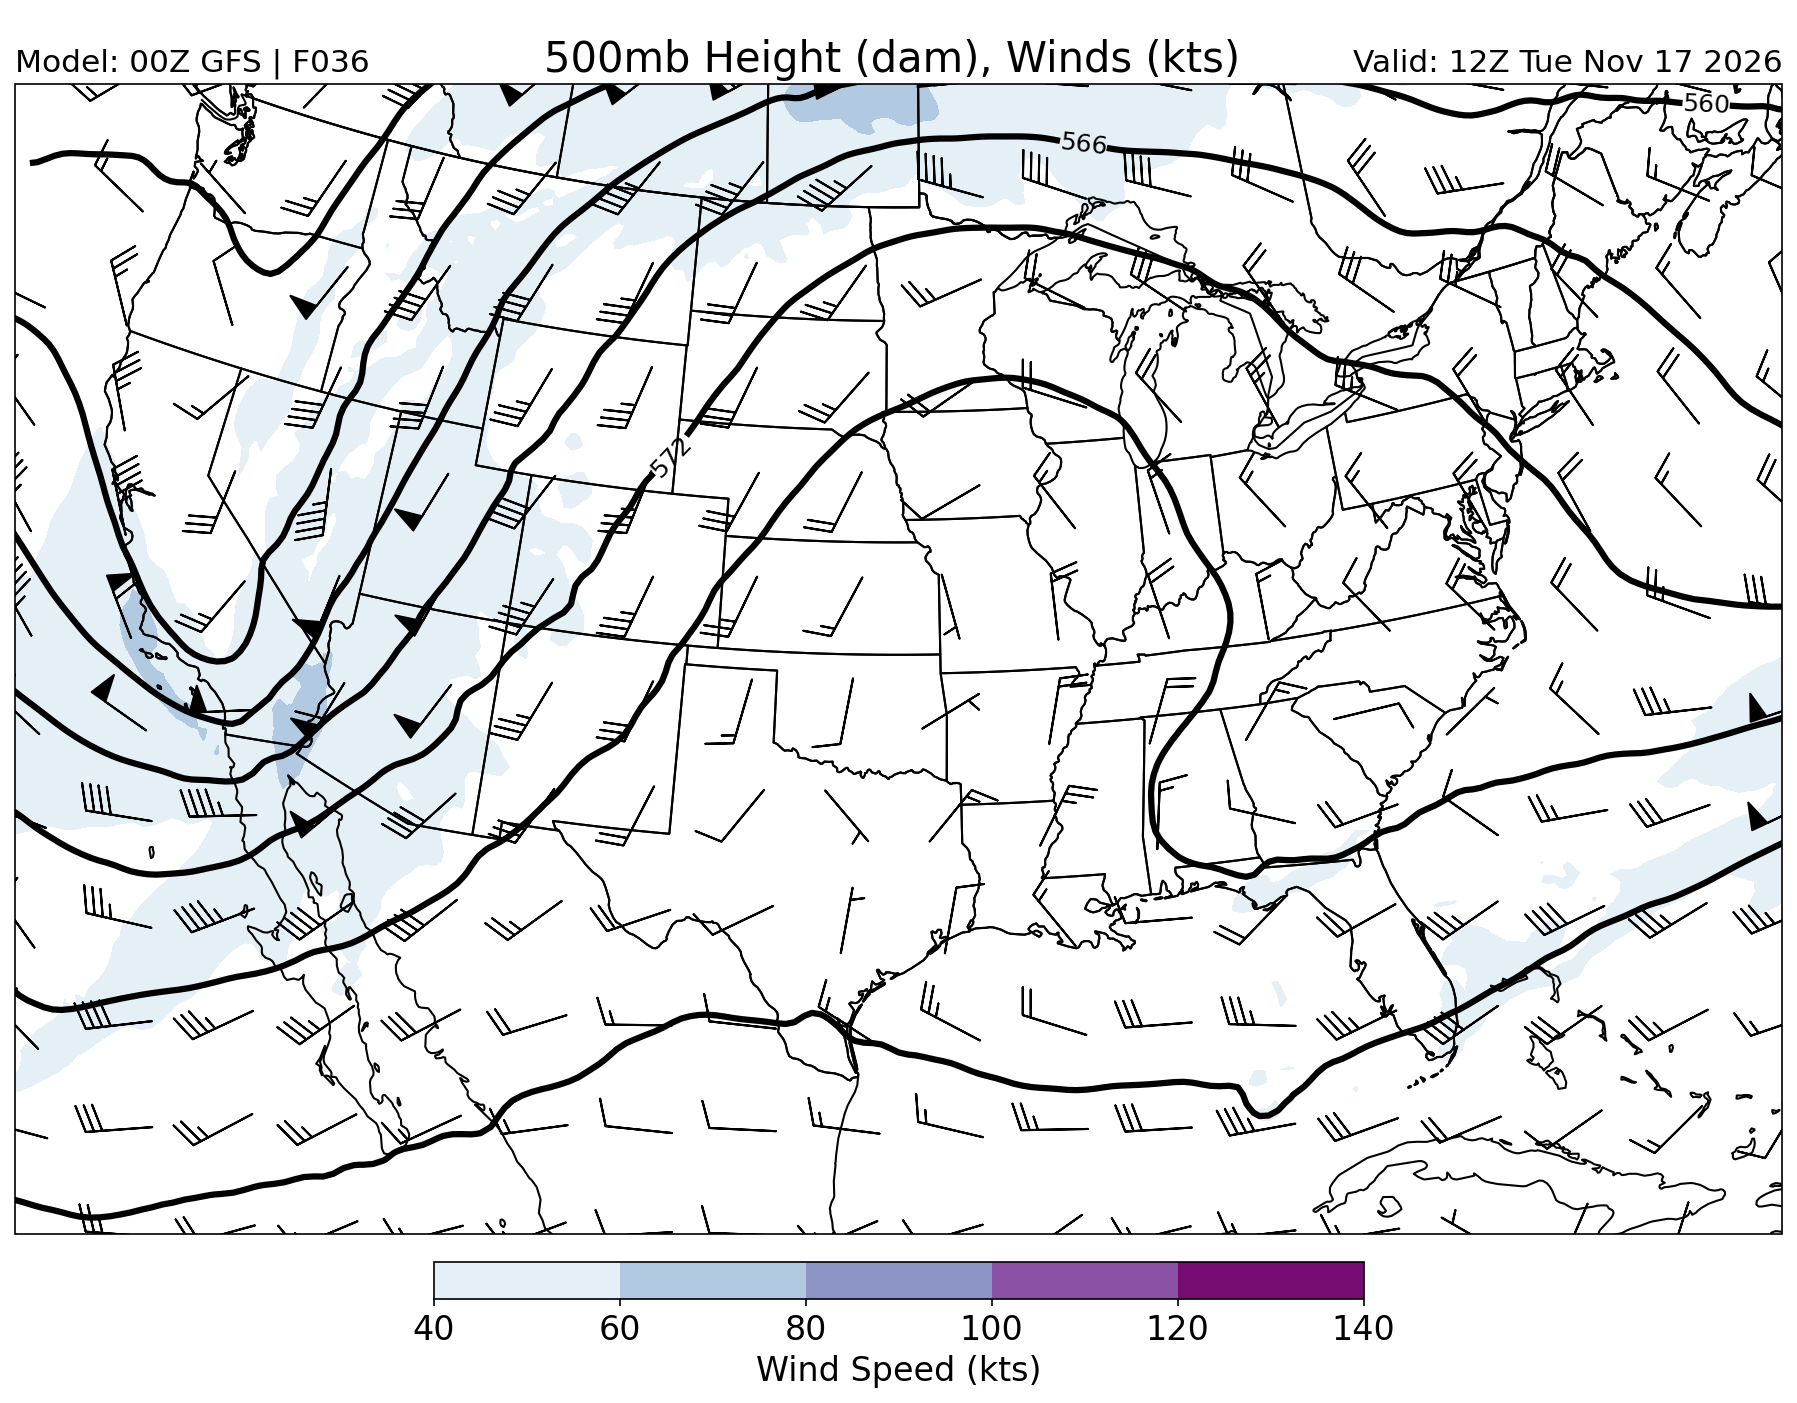 Model: 00Z GFS | F036
500mb Height (dam), Winds (kts)
Valid: 12Z Tue Nov 17 2026
560
566
572
40 60 80 100 120 140
Wind Speed (kts)